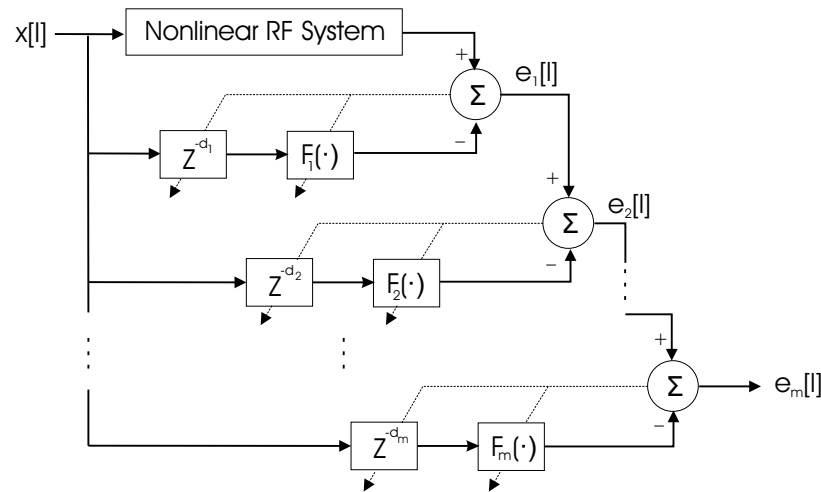 x[l]
Nonlinear RF System
+
Σ
e₁[l]
Z⁻ᵈ¹
F₁(·)
−
+
Σ
e₂[l]
Z⁻ᵈ²
F₂(·)
−
+
Σ
eₘ[l]
Z⁻ᵈᵐ
Fₘ(·)
−